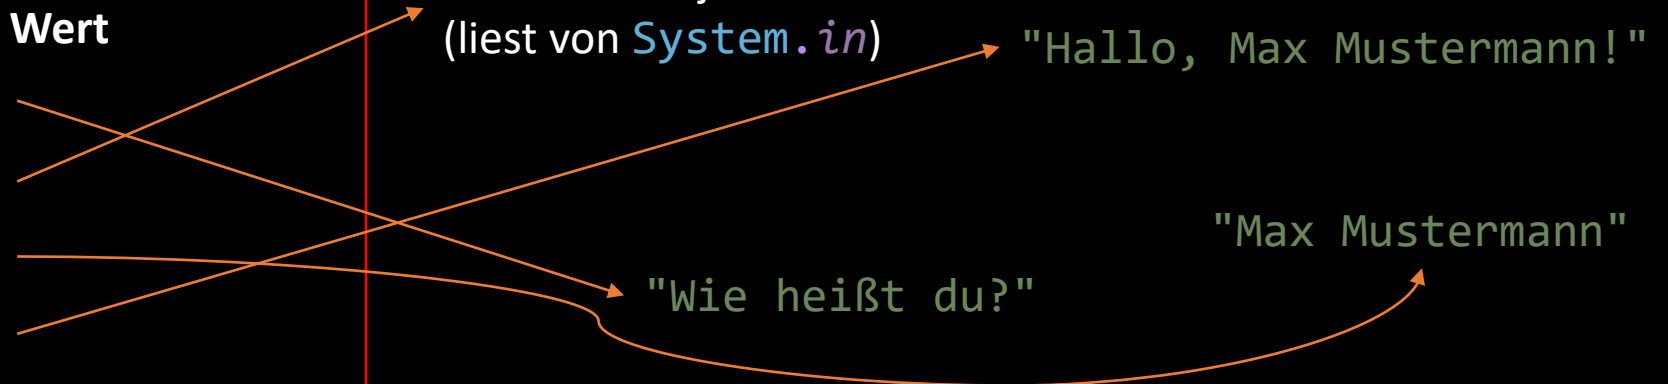 Wert
(liest von System.in)
"Hallo, Max Mustermann!"
"Max Mustermann"
"Wie heißt du?"